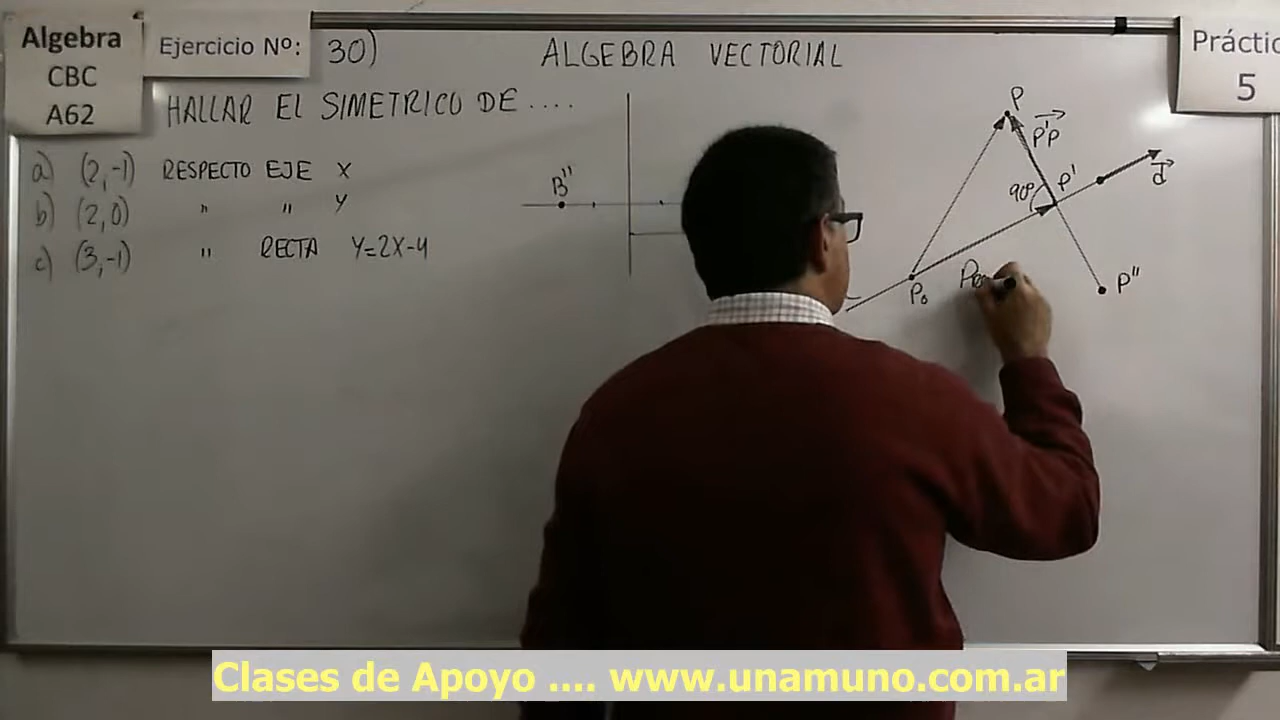 Algebra
CBC
A62
Ejercicio Nº:
30)
ALGEBRA VECTORIAL
Práctic
5
HALLAR EL SIMETRICO DE ....
a) (2,-1) RESPECTO EJE X
b) (2,0) " " Y
c) (3,-1) " RECTA Y=2X-4
B"
P
P'P
90º
P'
d
P₀
P"
Clases de Apoyo .... www.unamuno.com.ar